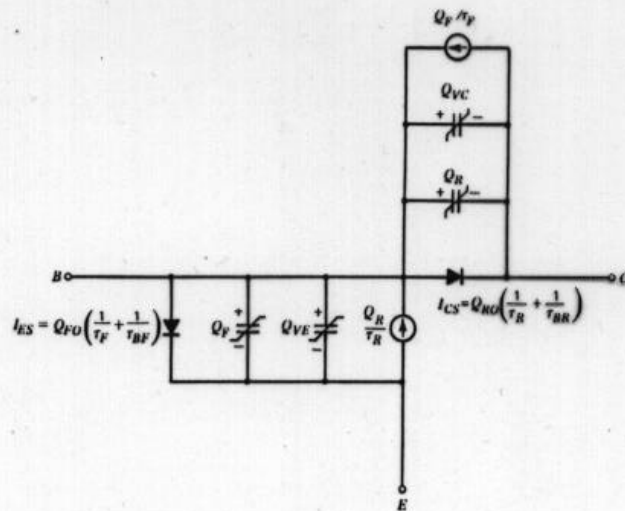 Q_F/τ_F
Q_VC
+ −
Q_R
+ −
B
C
I_ES = Q_FO(1/τ_F + 1/τ_BF)
+ Q_F −
+ Q_VE −
Q_R/τ_R
I_CS = Q_RO(1/τ_R + 1/τ_BR)
E